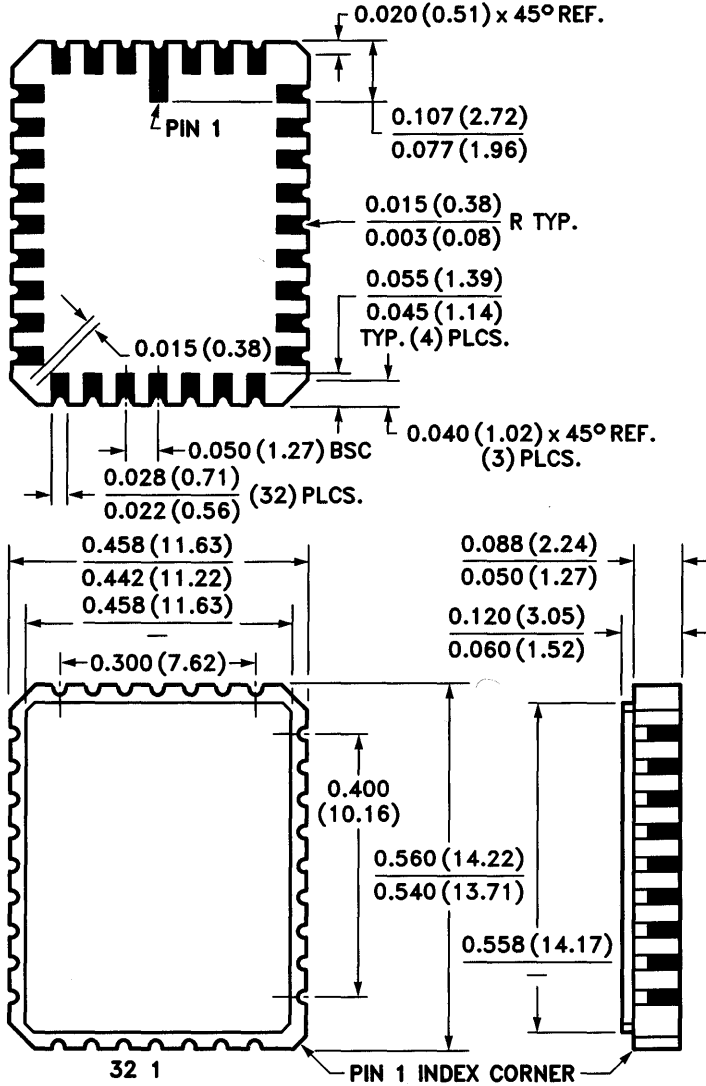 0.020 (0.51) x 45° REF.
PIN 1
0.107 (2.72)
0.077 (1.96)
0.015 (0.38)
0.003 (0.08)
R TYP.
0.055 (1.39)
0.045 (1.14)
TYP. (4) PLCS.
0.015 (0.38)
0.040 (1.02) x 45° REF.
(3) PLCS.
0.050 (1.27) BSC
0.028 (0.71)
0.022 (0.56)
(32) PLCS.
0.458 (11.63)
0.442 (11.22)
0.458 (11.63)
—
0.300 (7.62)
0.088 (2.24)
0.050 (1.27)
0.120 (3.05)
0.060 (1.52)
0.400
(10.16)
0.560 (14.22)
0.540 (13.71)
0.558 (14.17)
—
32 1
PIN 1 INDEX CORNER